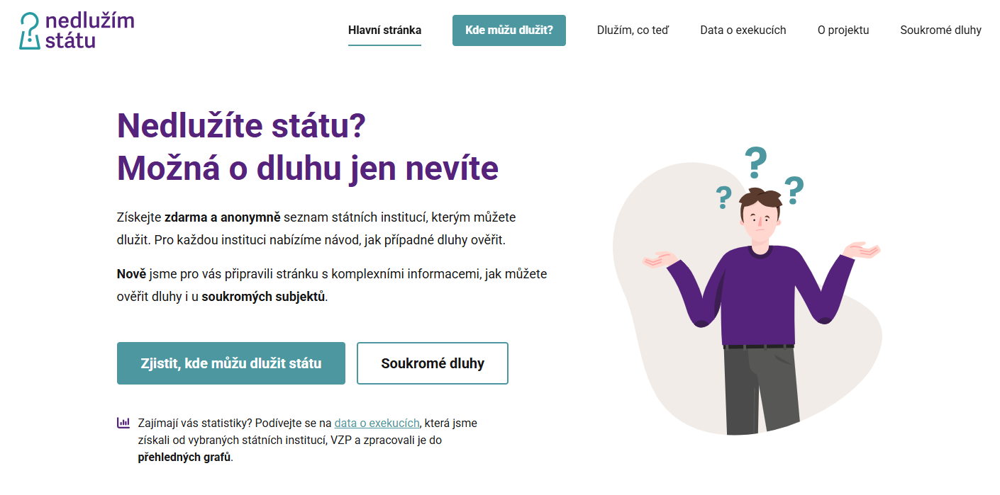 nedlužím
státu
Hlavní stránka
Kde můžu dlužit?
Dlužím, co teď
Data o exekucích
O projektu
Soukromé dluhy
Nedlužíte státu?
Možná o dluhu jen nevíte
Získejte zdarma a anonymně seznam státních institucí, kterým můžete
dlužit. Pro každou instituci nabízíme návod, jak případné dluhy ověřit.
Nově jsme pro vás připravili stránku s komplexními informacemi, jak můžete
ověřit dluhy i u soukromých subjektů.
Zjistit, kde můžu dlužit státu
Soukromé dluhy
Zajímají vás statistiky? Podívejte se na data o exekucích, která jsme
získali od vybraných státních institucí, VZP a zpracovali je do
přehledných grafů.
? ? ?